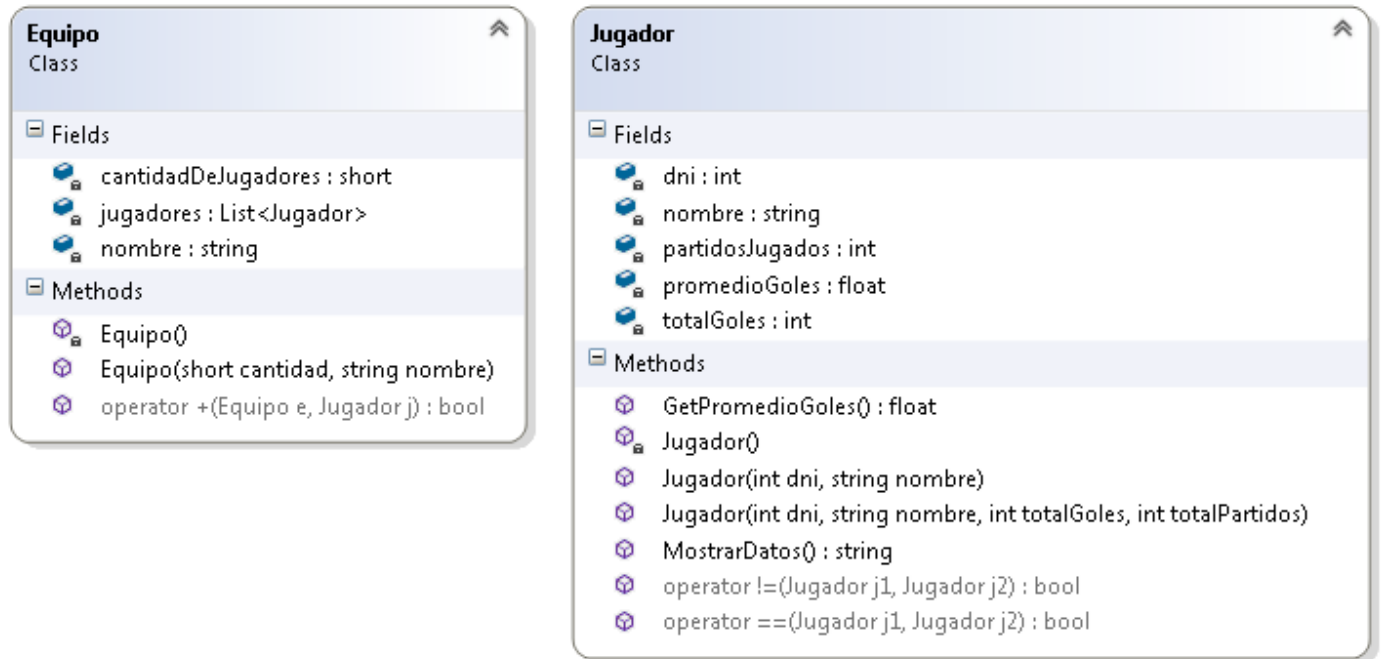 Equipo
Class
Fields
cantidadDeJugadores : short
jugadores : List<Jugador>
nombre : string
Methods
Equipo()
Equipo(short cantidad, string nombre)
operator +(Equipo e, Jugador j) : bool
Jugador
Class
Fields
dni : int
nombre : string
partidosJugados : int
promedioGoles : float
totalGoles : int
Methods
GetPromedioGoles() : float
Jugador()
Jugador(int dni, string nombre)
Jugador(int dni, string nombre, int totalGoles, int totalPartidos)
MostrarDatos() : string
operator !=(Jugador j1, Jugador j2) : bool
operator ==(Jugador j1, Jugador j2) : bool